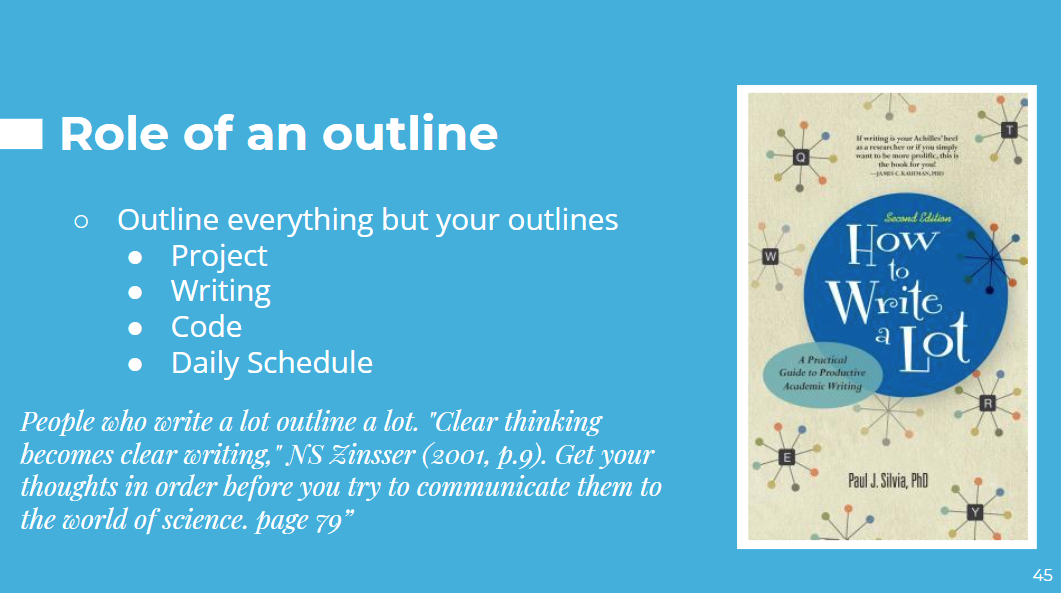 Role of an outline
○ Outline everything but your outlines
● Project
● Writing
● Code
● Daily Schedule
People who write a lot outline a lot. "Clear thinking
becomes clear writing," NS Zinsser (2001, p.9). Get your
thoughts in order before you try to communicate them to
the world of science. page 79”
If writing is your Achilles' heel
as a researcher or if you simply
want to be more prolific, this is
the book for you!
—JAMES C. KAUFMAN, PHD
T
Q
W
Second Edition
How
to
Write
a Lot
A Practical
Guide to Productive
Academic Writing
R
E
Paul J. Silvia, PhD
Y
45